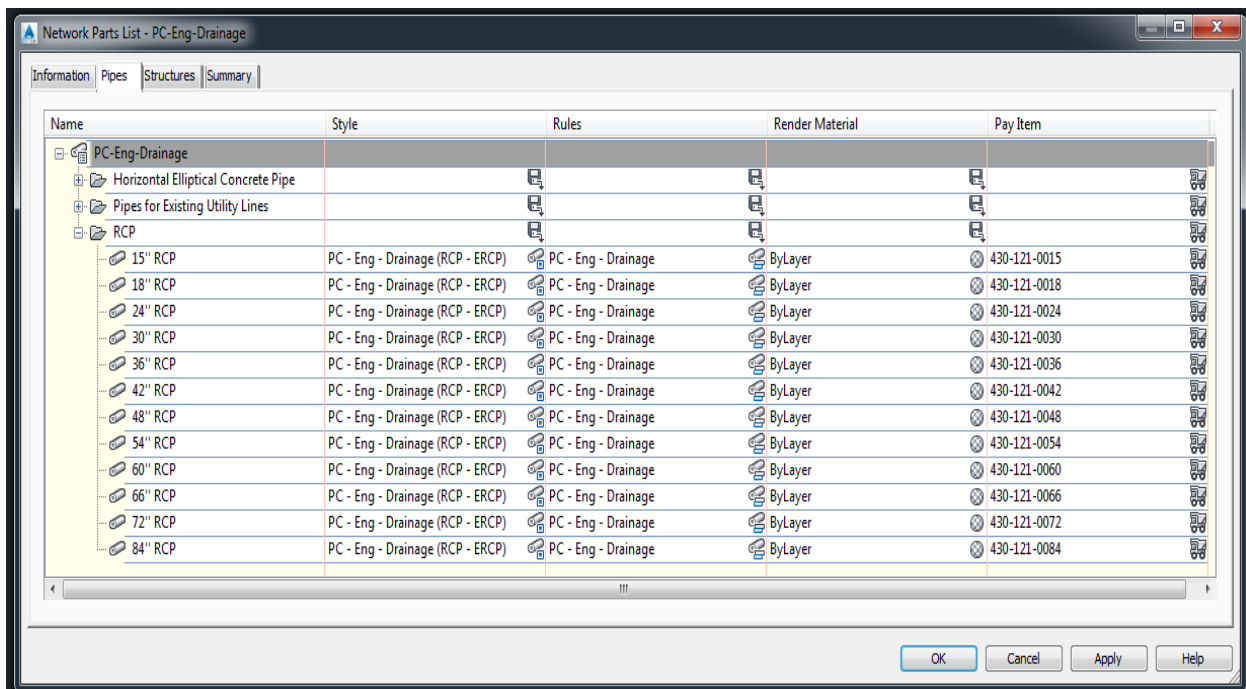 Network Parts List - PC-Eng-Drainage
Information Pipes Structures Summary
Name Style Rules Render Material Pay Item
PC-Eng-Drainage
Horizontal Elliptical Concrete Pipe
Pipes for Existing Utility Lines
RCP
15" RCP PC - Eng - Drainage (RCP - ERCP) PC - Eng - Drainage ByLayer 430-121-0015
18" RCP PC - Eng - Drainage (RCP - ERCP) PC - Eng - Drainage ByLayer 430-121-0018
24" RCP PC - Eng - Drainage (RCP - ERCP) PC - Eng - Drainage ByLayer 430-121-0024
30" RCP PC - Eng - Drainage (RCP - ERCP) PC - Eng - Drainage ByLayer 430-121-0030
36" RCP PC - Eng - Drainage (RCP - ERCP) PC - Eng - Drainage ByLayer 430-121-0036
42" RCP PC - Eng - Drainage (RCP - ERCP) PC - Eng - Drainage ByLayer 430-121-0042
48" RCP PC - Eng - Drainage (RCP - ERCP) PC - Eng - Drainage ByLayer 430-121-0048
54" RCP PC - Eng - Drainage (RCP - ERCP) PC - Eng - Drainage ByLayer 430-121-0054
60" RCP PC - Eng - Drainage (RCP - ERCP) PC - Eng - Drainage ByLayer 430-121-0060
66" RCP PC - Eng - Drainage (RCP - ERCP) PC - Eng - Drainage ByLayer 430-121-0066
72" RCP PC - Eng - Drainage (RCP - ERCP) PC - Eng - Drainage ByLayer 430-121-0072
84" RCP PC - Eng - Drainage (RCP - ERCP) PC - Eng - Drainage ByLayer 430-121-0084
OK Cancel Apply Help